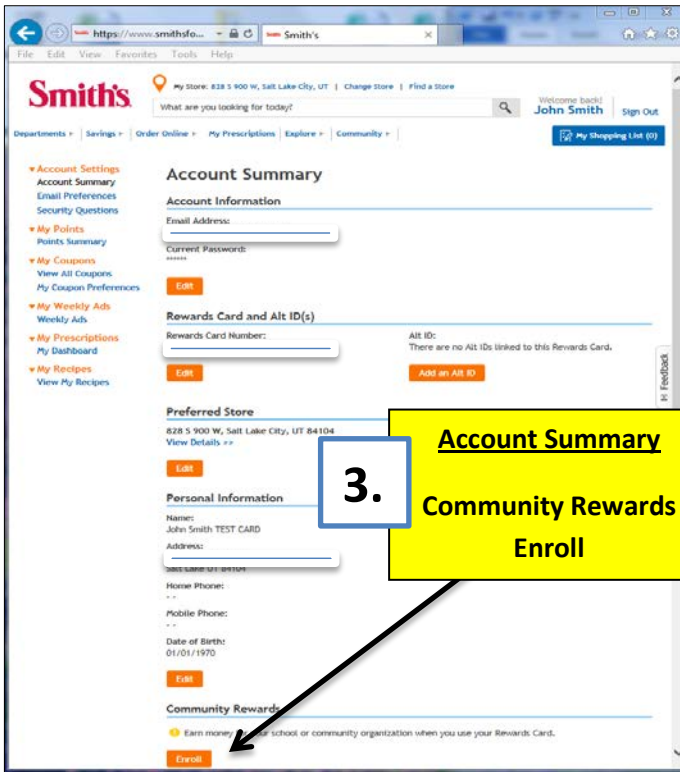 https://www.smithsfo...
Smith's
File Edit View Favorites Tools Help
Smith's
My Store: 828 S 900 W, Salt Lake City, UT | Change Store | Find a Store
What are you looking for today?
Welcome back!
John Smith
Sign Out
Departments Savings Order Online My Prescriptions Explore Community
My Shopping List (0)
Account Settings
Account Summary
Email Preferences
Security Questions
My Points
Points Summary
My Coupons
View All Coupons
My Coupon Preferences
My Weekly Ads
Weekly Ads
My Prescriptions
My Dashboard
My Recipes
View My Recipes
Account Summary
Account Information
Email Address:
Current Password:
******
Edit
Rewards Card and Alt ID(s)
Rewards Card Number:
Edit
Alt ID:
There are no Alt IDs linked to this Rewards Card.
Add an Alt ID
Feedback
Preferred Store
828 S 900 W, Salt Lake City, UT 84104
View Details >>
Edit
3.
Account Summary
Community Rewards
Enroll
Personal Information
Name:
John Smith TEST CARD
Address:
Salt Lake UT 84104
Home Phone:
- -
Mobile Phone:
- -
Date of Birth:
01/01/1970
Edit
Community Rewards
Earn money for your school or community organization when you use your Rewards Card.
Enroll